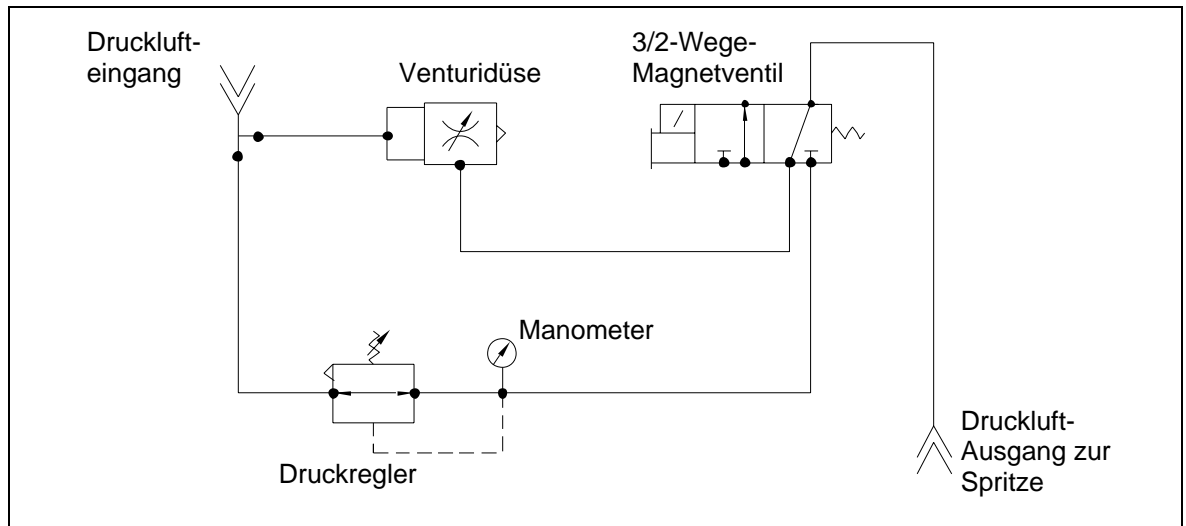 Druckluft-
eingang
Venturidüse
3/2-Wege-
Magnetventil
Manometer
Druckregler
Druckluft-
Ausgang zur
Spritze